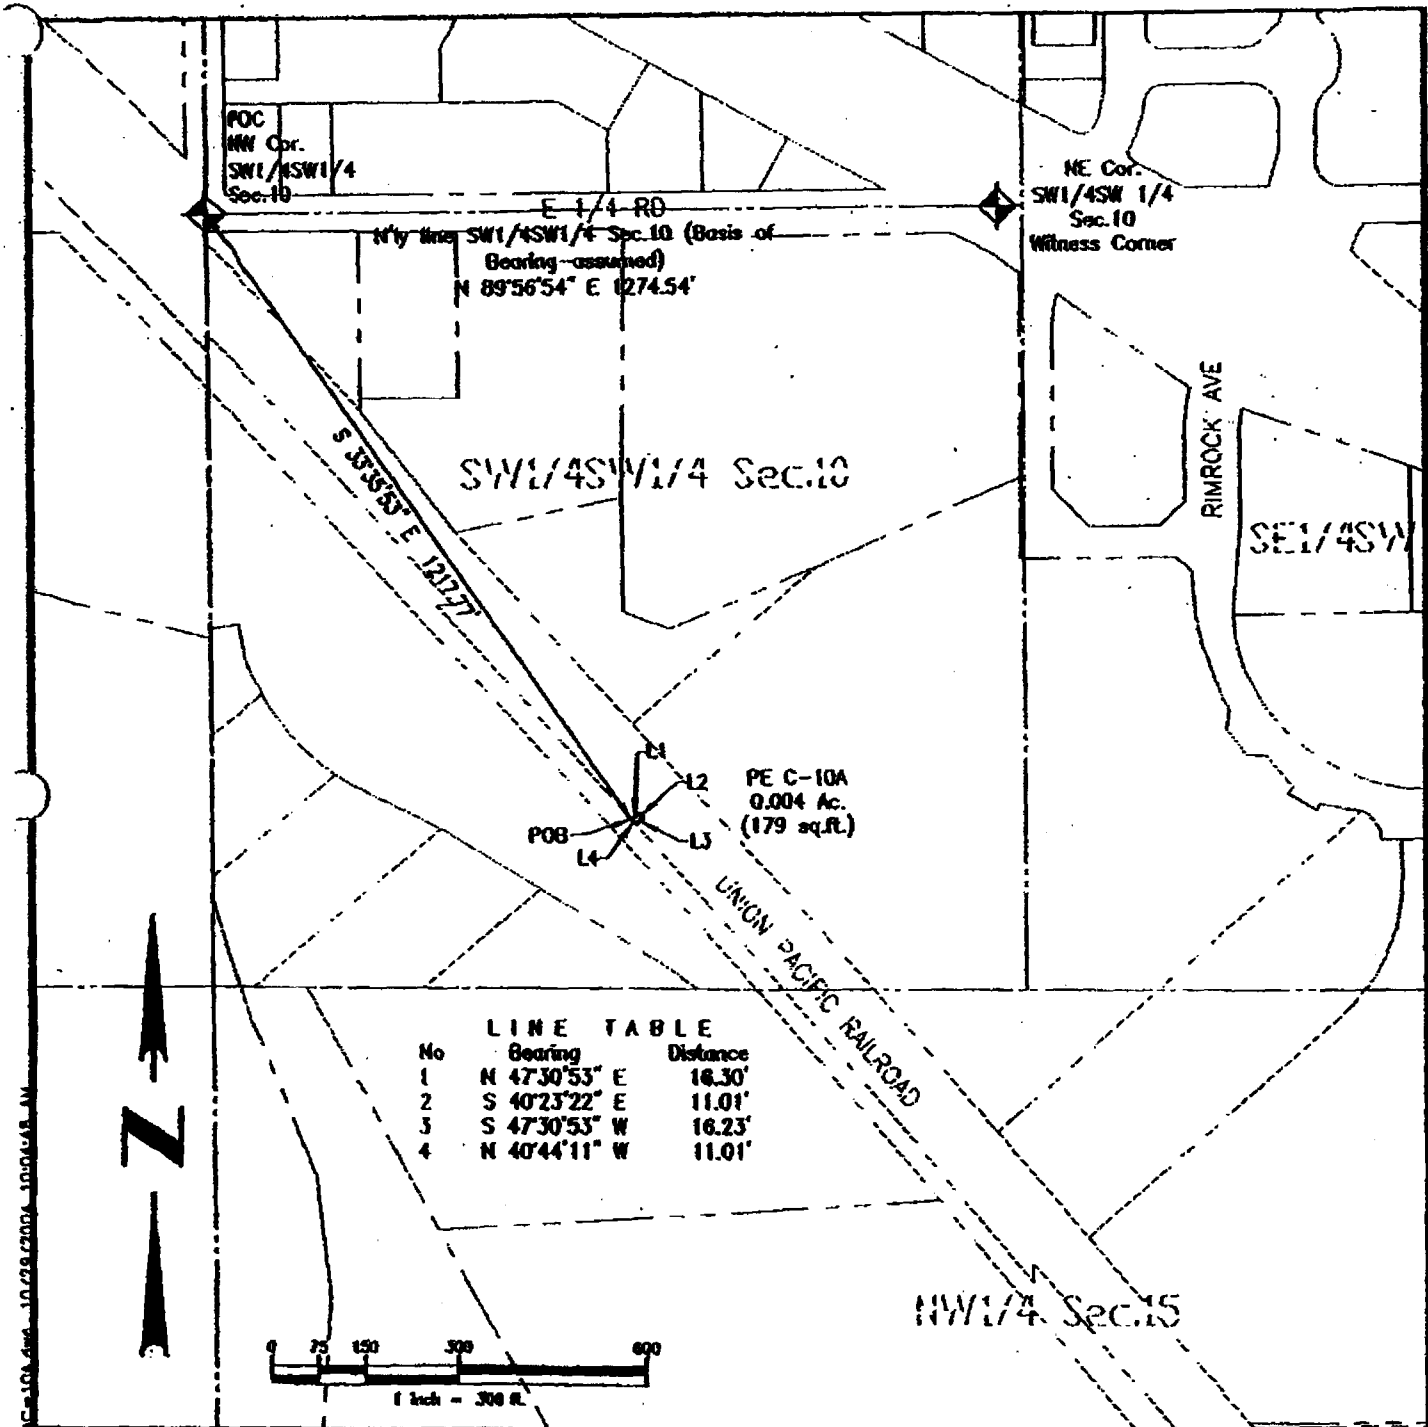 POC
NW Cor.
SW1/4SW1/4
Sec.10
NE Cor.
SW1/4SW 1/4
Sec.10
Witness Corner
E 1/4 RD
N'ly line SW1/4SW1/4 Sec.10 (Basis of
Bearing-assumed)
N 89°56'54" E 1274.54'
RIMROCK AVE
S 33°35'53" E 1217.77'
SW1/4SW1/4 Sec.10
SE1/4SW
L1
L2
PE C-10A
0.004 Ac.
(179 sq.ft.)
POB
L3
L4
UNION PACIFIC RAILROAD
LINE TABLE
No Bearing Distance
1 N 47°30'53" E 16.30'
2 S 40°23'22" E 11.01'
3 S 47°30'53" W 16.23'
4 N 40°44'11" W 11.01'
N
NW1/4 Sec.15
0 75 150 300 600
1 inch = 300 ft.